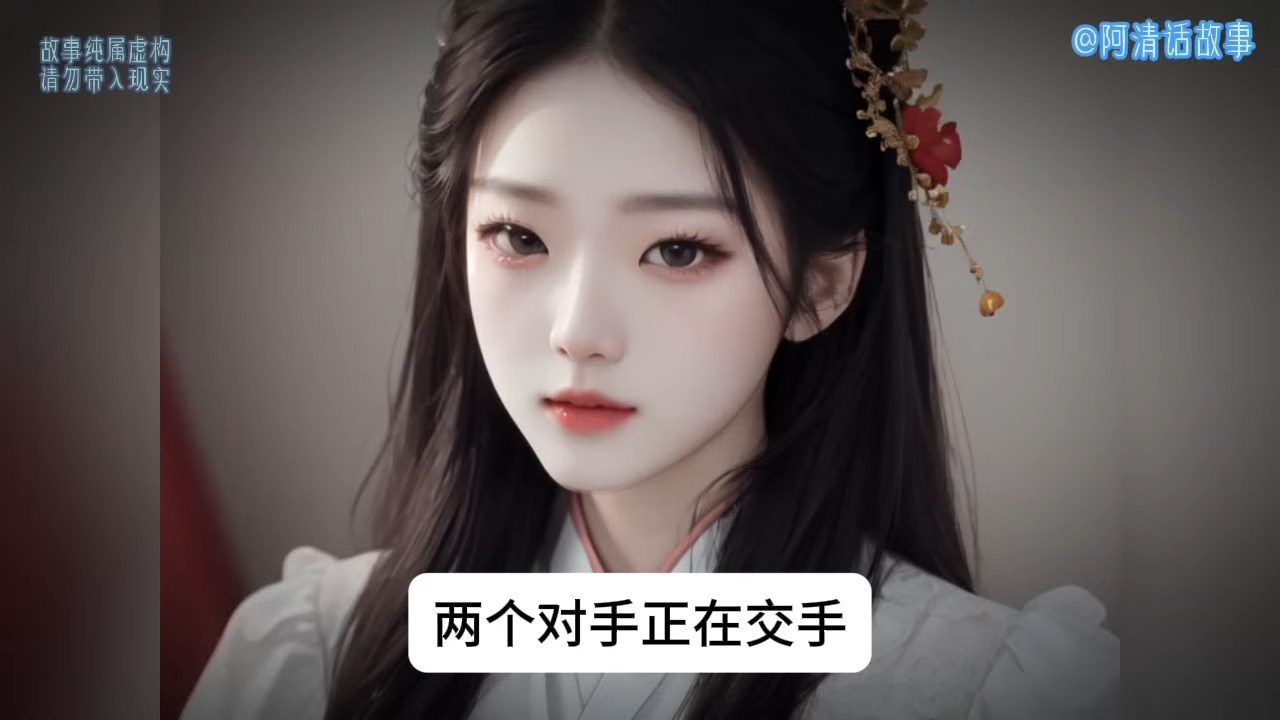 故事纯属虚构
请勿带入现实
@阿清话故事
两个对手正在交手